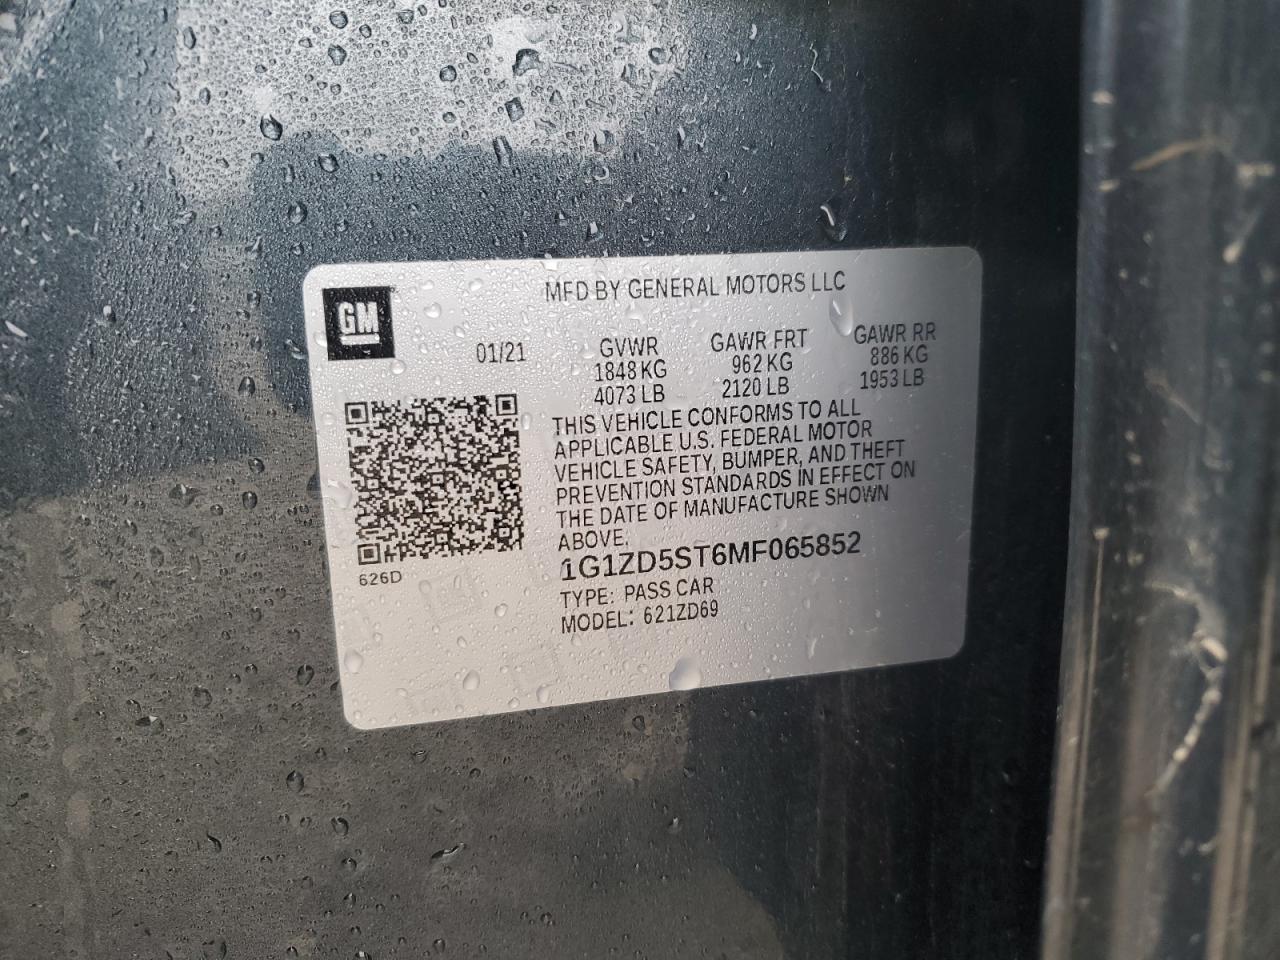 GM
MFD BY GENERAL MOTORS LLC
01/21
GVWR GAWR FRT GAWR RR
1848 KG 962 KG 886 KG
4073 LB 2120 LB 1953 LB
THIS VEHICLE CONFORMS TO ALL
APPLICABLE U.S. FEDERAL MOTOR
VEHICLE SAFETY, BUMPER, AND THEFT
PREVENTION STANDARDS IN EFFECT ON
THE DATE OF MANUFACTURE SHOWN
ABOVE.
626D
1G1ZD5ST6MF065852
TYPE: PASS CAR
MODEL: 621ZD69